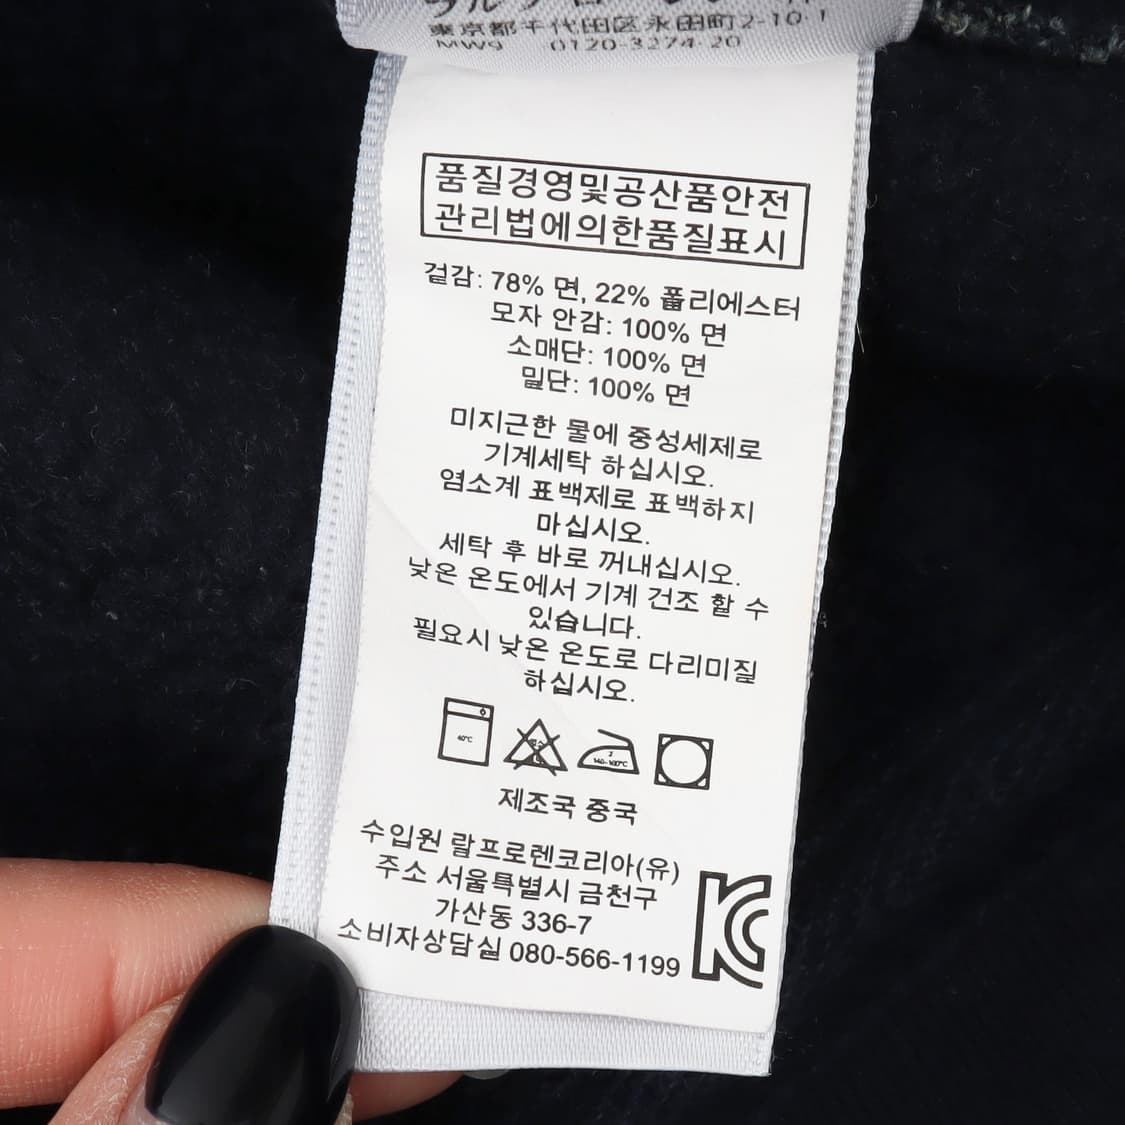 東京都千代田区永田町2-10-1
MW9 0120-3274-20
품질경영및공산품안전
관리법에의한품질표시
겉감: 78% 면, 22% 폴리에스터
모자 안감: 100% 면
소매단: 100% 면
밑단: 100% 면
미지근한 물에 중성세제로
기계세탁 하십시오.
염소계 표백제로 표백하지
마십시오.
세탁 후 바로 꺼내십시오.
낮은 온도에서 기계 건조 할 수
있습니다.
필요시 낮은 온도로 다리미질
하십시오.
40℃
140-160℃
제조국 중국
수입원 랄프로렌코리아(유)
주소 서울특별시 금천구
가산동 336-7
소비자상담실 080-566-1199